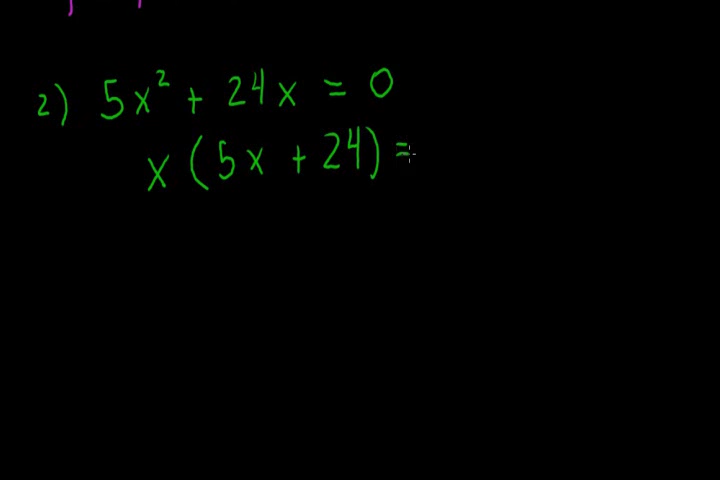 2) 5x² + 24x = 0
x (5x + 24) =